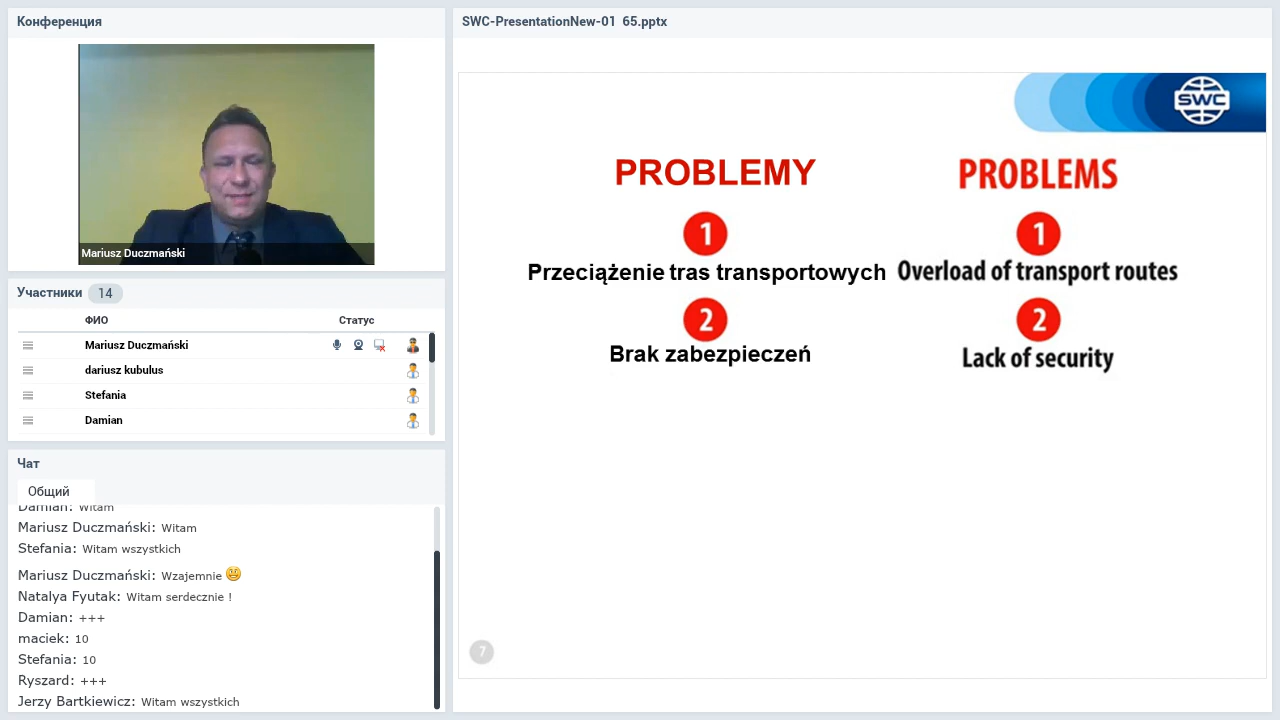 Конференция
Mariusz Duczmański
Участники 14
ФИО Статус
Mariusz Duczmański
dariusz kubulus
Stefania
Damian
Чат
Общий
Damian: Witam
Mariusz Duczmański: Witam
Stefania: Witam wszystkich
Mariusz Duczmański: Wzajemnie
Natalya Fyutak: Witam serdecznie !
Damian: +++
maciek: 10
Stefania: 10
Ryszard: +++
Jerzy Bartkiewicz: Witam wszystkich
SWC-PresentationNew-01 65.pptx
SWC
PROBLEMY
1
Przeciążenie tras transportowych
2
Brak zabezpieczeń
PROBLEMS
1
Overload of transport routes
2
Lack of security
7